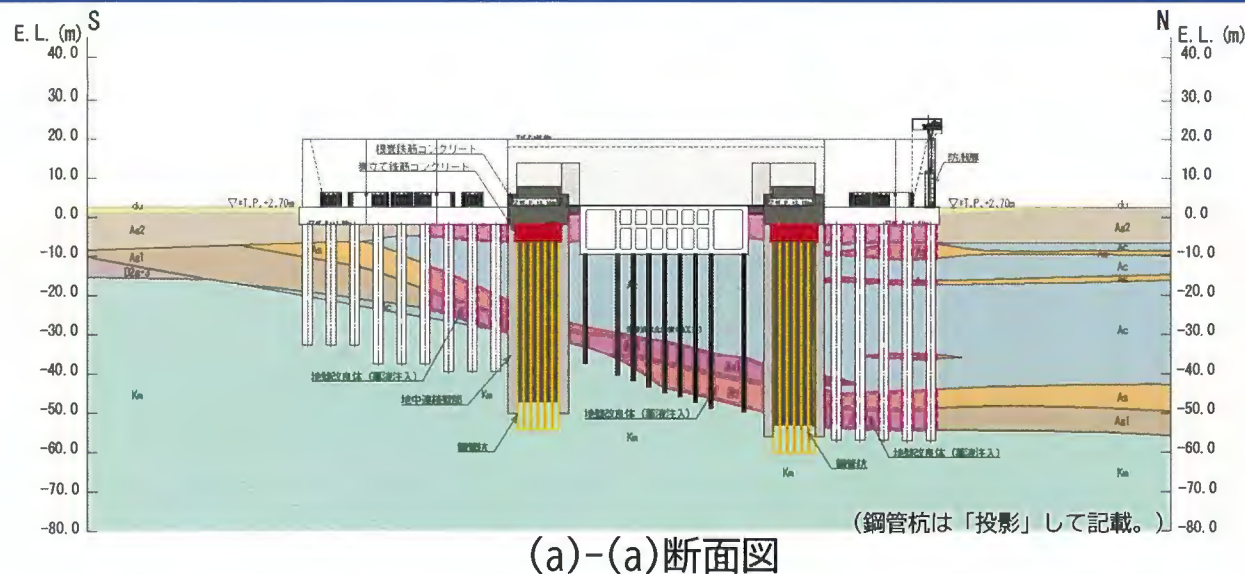 S
N
E.L.(m)
E.L.(m)
40.0
30.0
20.0
10.0
0.0
-10.0
-20.0
-30.0
-40.0
-50.0
-60.0
-70.0
-80.0
40.0
30.0
20.0
10.0
0.0
-10.0
-20.0
-30.0
-40.0
-50.0
-60.0
-70.0
-80.0
鉄筋コンクリート
鉄筋コンクリート
防潮扉
▽*T.P.+2.70m
▽*T.P.+2.70m
du
As2
As1
D2g-3
As
Km
Km
地盤改良体（薬液注入）
地中連続壁
鋼管杭
地盤改良体（薬液注入）
Km
鋼管杭
Km
地盤改良体（薬液注入）
du
As2
Ac
Ac
Ac
As
As1
Km
(鋼管杭は「投影」して記載。)
(a)-(a)断面図